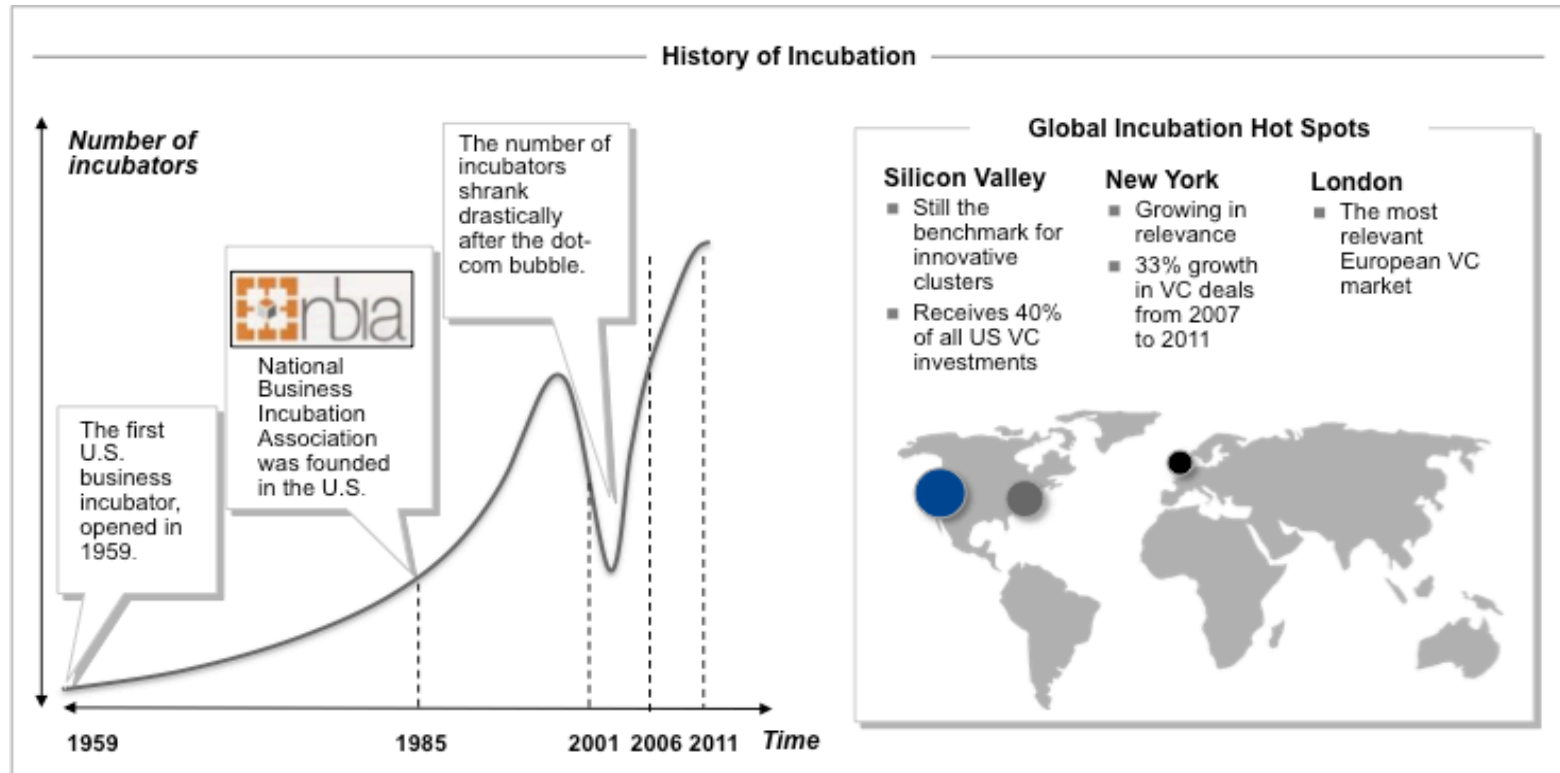 History of Incubation
Number of
incubators
The first
U.S.
business
incubator,
opened in
1959.
nbia
National
Business
Incubation
Association
was founded
in the U.S.
The number of
incubators
shrank
drastically
after the dot-
com bubble.
1959
1985
2001
2006
2011
Time
Global Incubation Hot Spots
Silicon Valley
■ Still the
benchmark for
innovative
clusters
■ Receives 40%
of all US VC
investments
New York
■ Growing in
relevance
■ 33% growth
in VC deals
from 2007
to 2011
London
■ The most
relevant
European VC
market